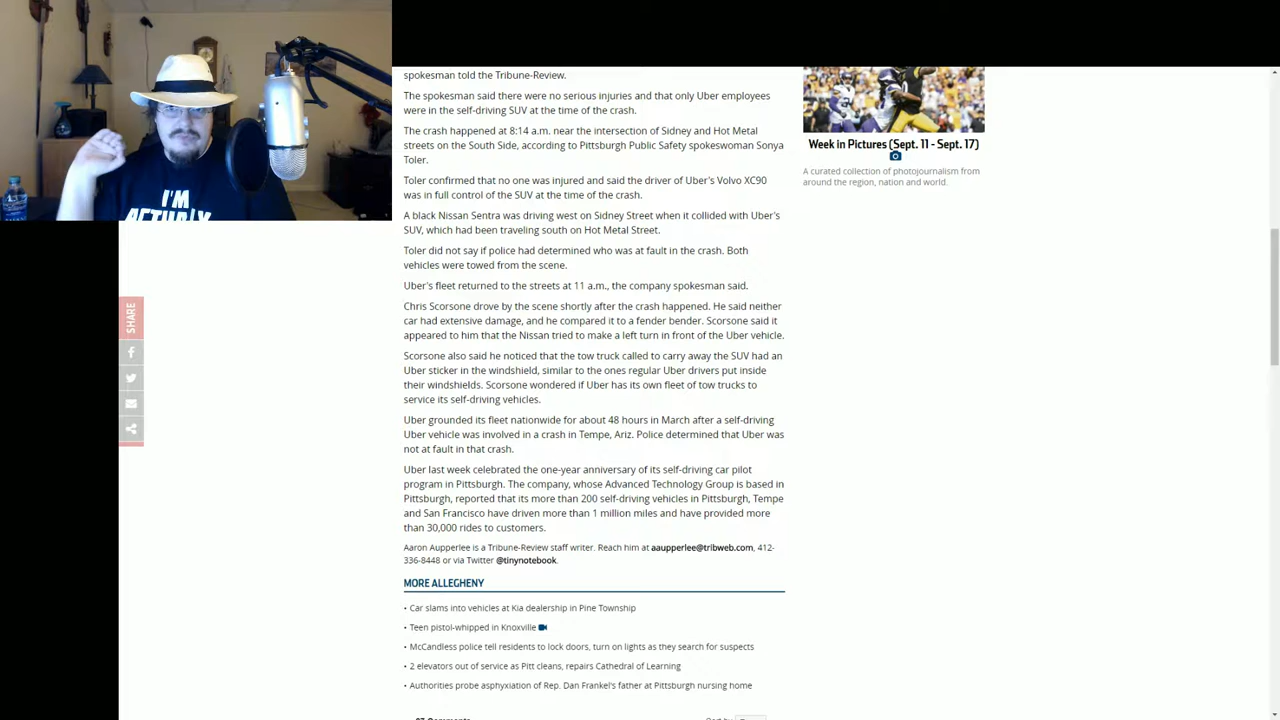 I'M
ACTUALLY
spokesman told the Tribune-Review.
The spokesman said there were no serious injuries and that only Uber employees
were in the self-driving SUV at the time of the crash.
The crash happened at 8:14 a.m. near the intersection of Sidney and Hot Metal
streets on the South Side, according to Pittsburgh Public Safety spokeswoman Sonya
Toler.
Toler confirmed that no one was injured and said the driver of Uber's Volvo XC90
was in full control of the SUV at the time of the crash.
A black Nissan Sentra was driving west on Sidney Street when it collided with Uber's
SUV, which had been traveling south on Hot Metal Street.
Toler did not say if police had determined who was at fault in the crash. Both
vehicles were towed from the scene.
Uber's fleet returned to the streets at 11 a.m., the company spokesman said.
Chris Scorsone drove by the scene shortly after the crash happened. He said neither
car had extensive damage, and he compared it to a fender bender. Scorsone said it
appeared to him that the Nissan tried to make a left turn in front of the Uber vehicle.
Scorsone also said he noticed that the tow truck called to carry away the SUV had an
Uber sticker in the windshield, similar to the ones regular Uber drivers put inside
their windshields. Scorsone wondered if Uber has its own fleet of tow trucks to
service its self-driving vehicles.
Uber grounded its fleet nationwide for about 48 hours in March after a self-driving
Uber vehicle was involved in a crash in Tempe, Ariz. Police determined that Uber was
not at fault in that crash.
Uber last week celebrated the one-year anniversary of its self-driving car pilot
program in Pittsburgh. The company, whose Advanced Technology Group is based in
Pittsburgh, reported that its more than 200 self-driving vehicles in Pittsburgh, Tempe
and San Francisco have driven more than 1 million miles and have provided more
than 30,000 rides to customers.
Aaron Aupperlee is a Tribune-Review staff writer. Reach him at aaupperlee@tribweb.com, 412-
336-8448 or via Twitter @tinynotebook.
MORE ALLEGHENY
• Car slams into vehicles at Kia dealership in Pine Township
• Teen pistol-whipped in Knoxville
• McCandless police tell residents to lock doors, turn on lights as they search for suspects
• 2 elevators out of service as Pitt cleans, repairs Cathedral of Learning
• Authorities probe asphyxiation of Rep. Dan Frankel's father at Pittsburgh nursing home
Week in Pictures (Sept. 11 - Sept. 17)
A curated collection of photojournalism from
around the region, nation and world.
SHARE